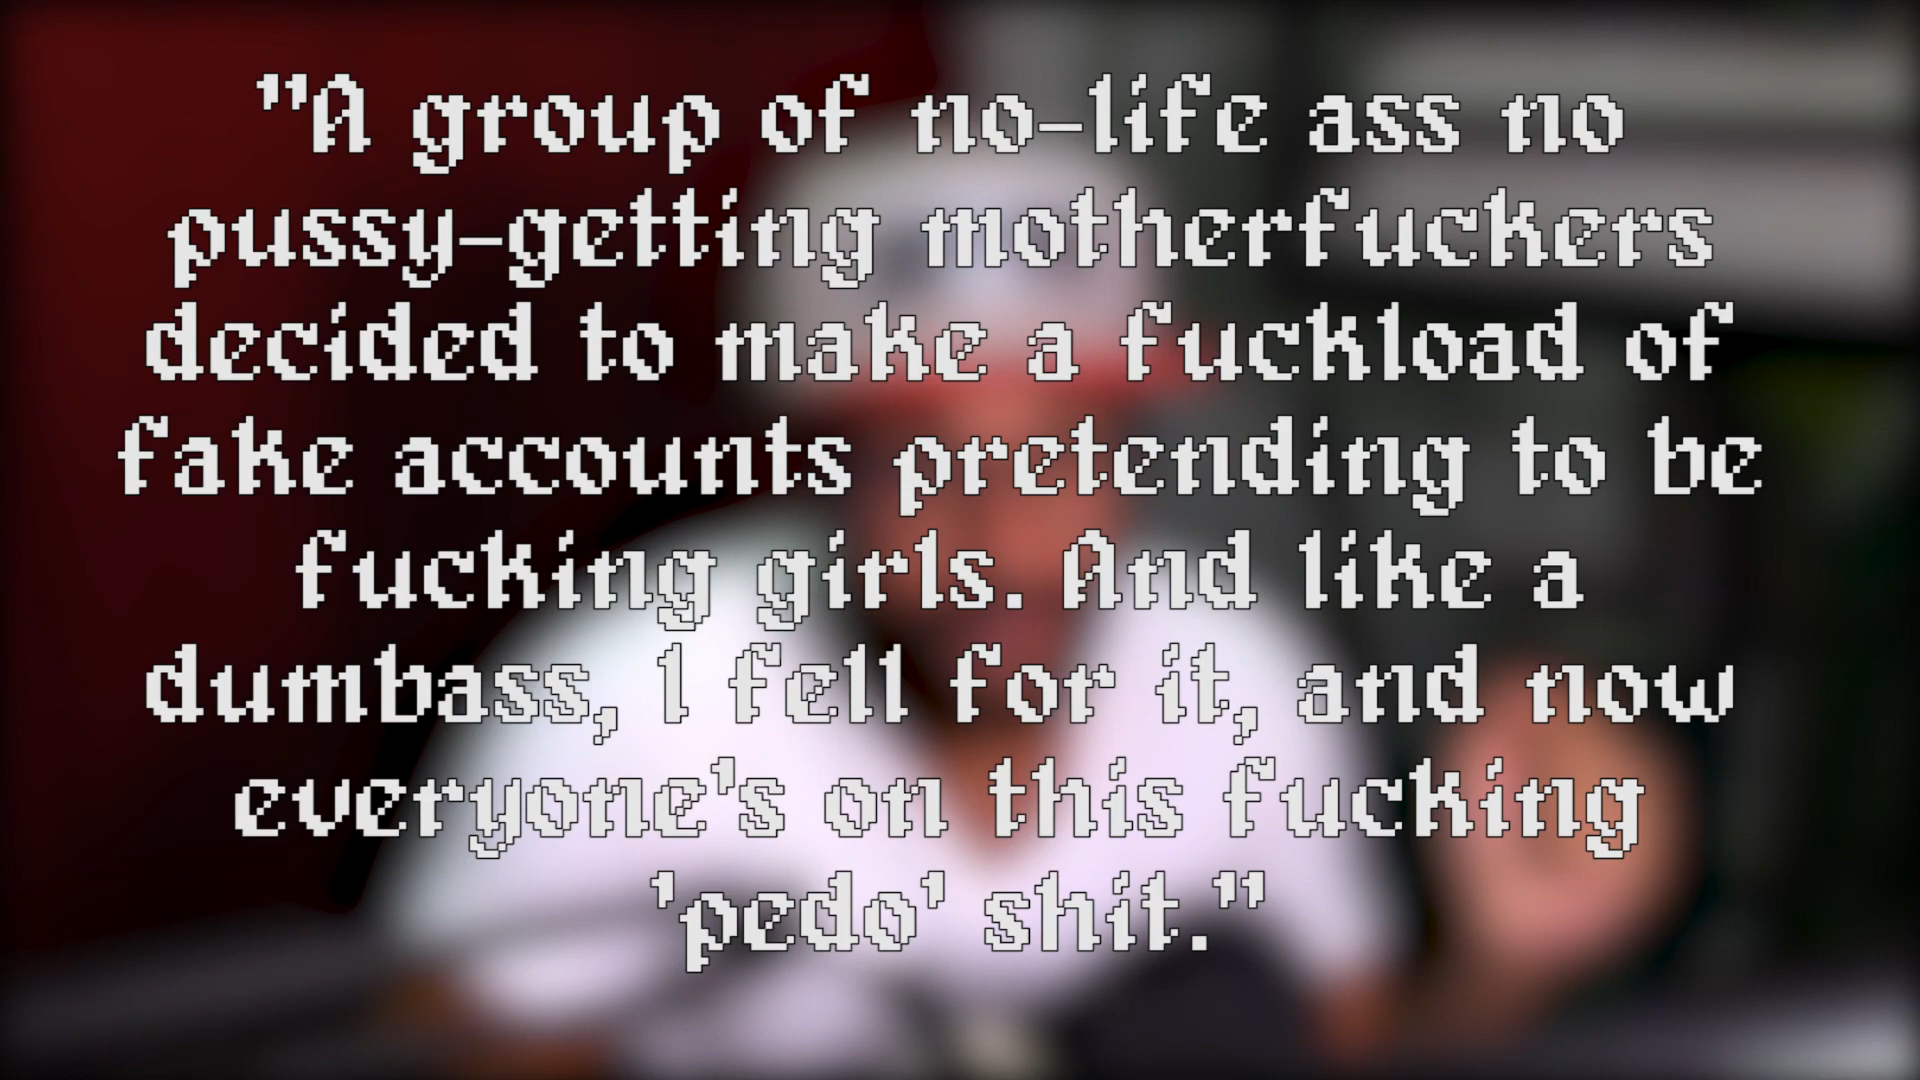 "A group of no-life ass no
pussy-getting motherfuckers
decided to make a fuckload of
fake accounts pretending to be
fucking girls. And like a
dumbass, I fell for it, and now
everyone's on this fucking
'pedo' shit."